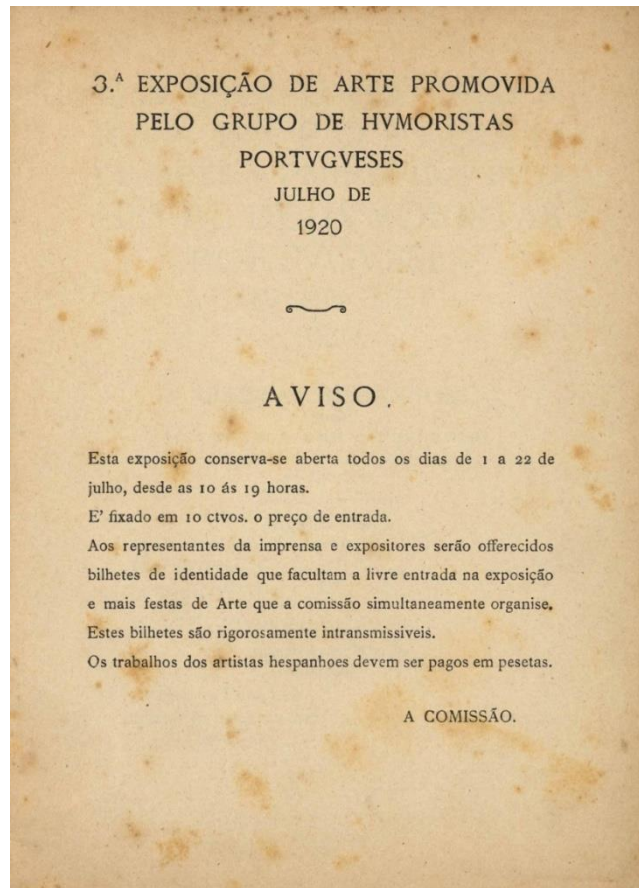 3.ᴬ EXPOSIÇÃO DE ARTE PROMOVIDA
PELO GRUPO DE HVMORISTAS
PORTVGVESES
JULHO DE
1920
AVISO.
Esta exposição conserva-se aberta todos os dias de 1 a 22 de
julho, desde as 10 ás 19 horas.
E' fixado em 10 ctvos. o preço de entrada.
Aos representantes da imprensa e expositores serão offerecidos
bilhetes de identidade que facultam a livre entrada na exposição
e mais festas de Arte que a comissão simultaneamente organise.
Estes bilhetes são rigorosamente intransmissiveis.
Os trabalhos dos artistas hespanhoes devem ser pagos em pesetas.
A COMISSÃO.